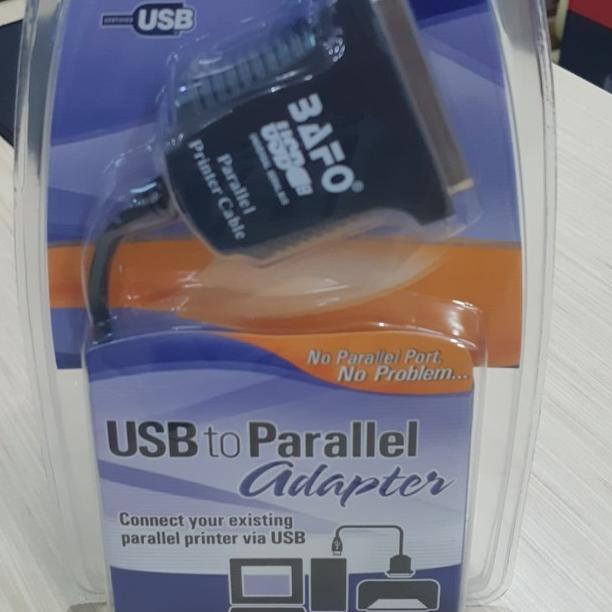 CERTIFIED USB
BAFO®
USB
Parallel
Printer Cable
No Parallel Port,
No Problem...
USB to Parallel
Adapter
Connect your existing
parallel printer via USB